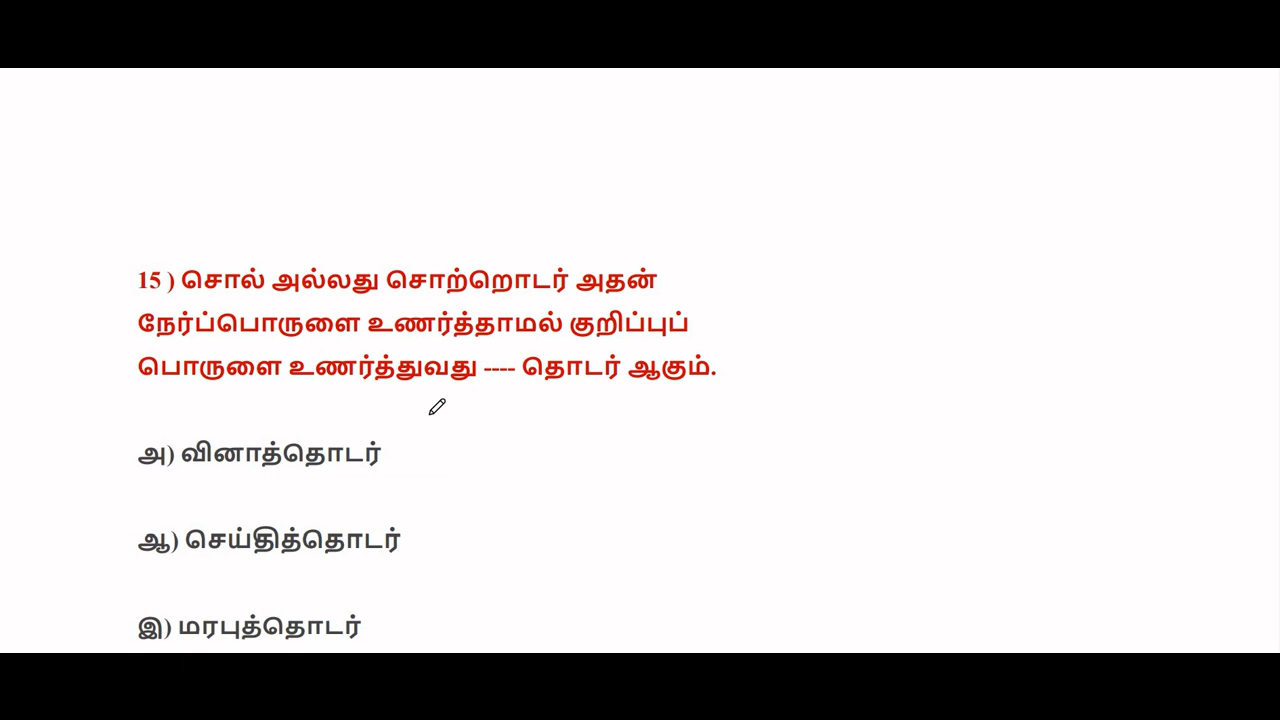 15 ) சொல் அல்லது சொற்றொடர் அதன்
நேர்ப்பொருளை உணர்த்தாமல் குறிப்புப்
பொருளை உணர்த்துவது ---- தொடர் ஆகும்.
அ) வினாத்தொடர்
ஆ) செய்தித்தொடர்
இ) மரபுத்தொடர்